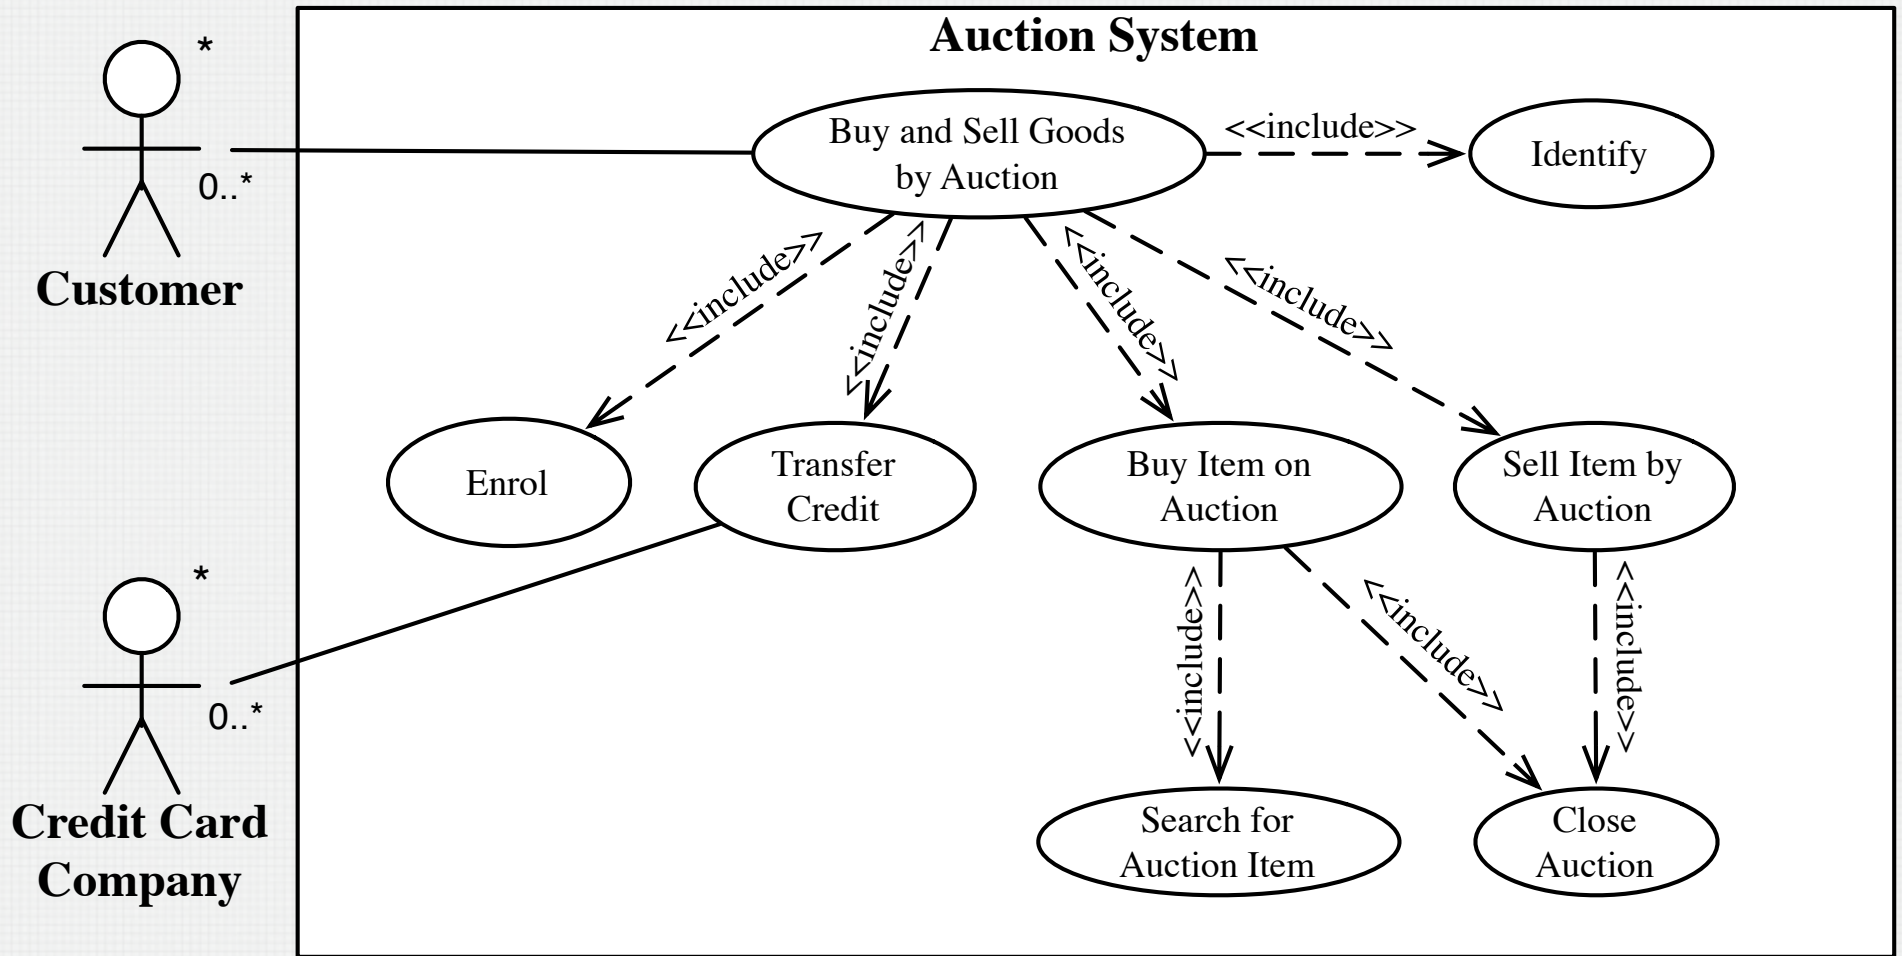 Auction System
*
0..*
Customer
Buy and Sell Goods
by Auction
<<include>>
Identify
<<include>>
<<include>>
<<include>>
<<include>>
Enrol
Transfer
Credit
Buy Item on
Auction
Sell Item by
Auction
*
0..*
Credit Card
Company
<<include>>
<<include>>
<<include>>
Search for
Auction Item
Close
Auction